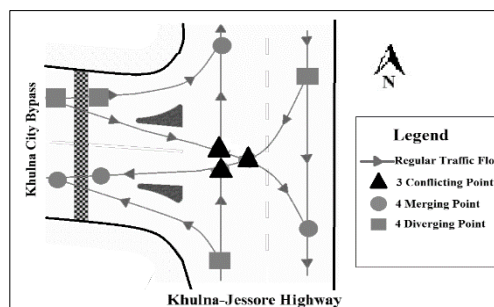 Khulna City Bypass
N
Legend
Regular Traffic Flo
3 Conflicting Point
4 Merging Point
4 Diverging Point
Khulna-Jessore Highway